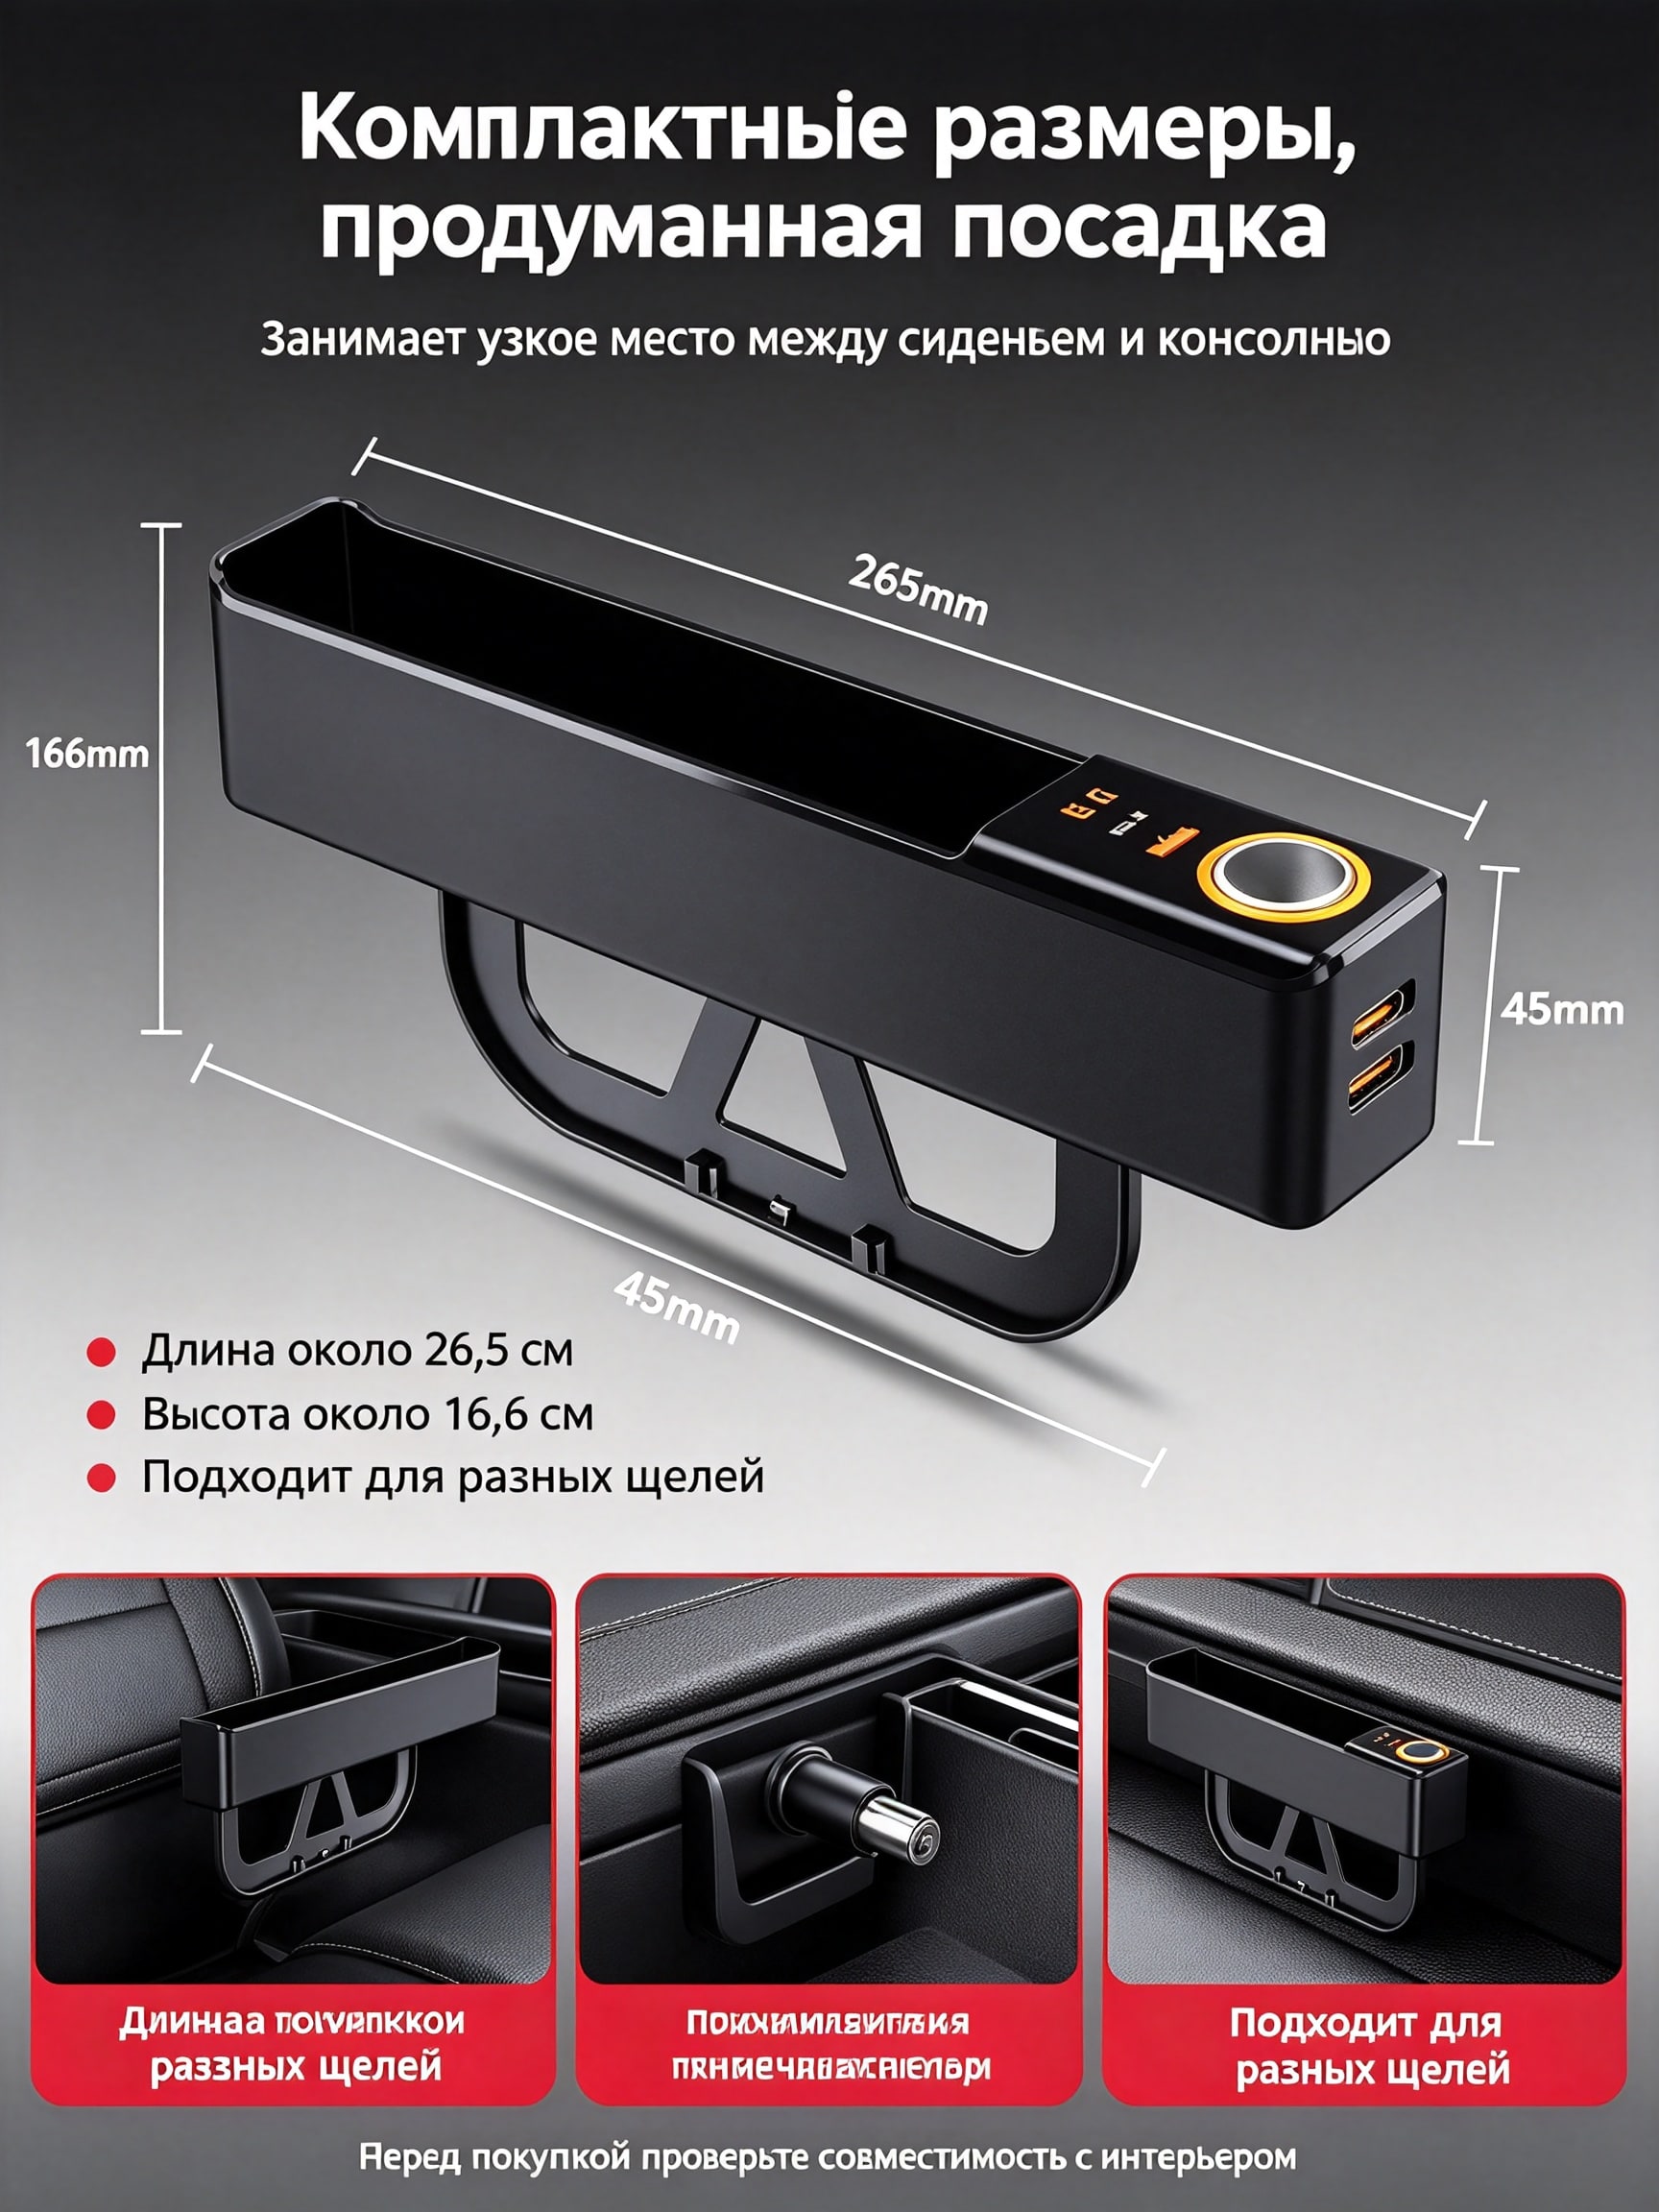 Комплактные размеры,
продуманная посадка
Занимает узкое место между сиденьем и консолнью
265mm
166mm
45mm
45mm
Длина около 26,5 см
Высота около 16,6 см
Подходит для разных щелей
раззных щелей
Подходит для
разных щелей
Перед покупкой проверьте совместимость с интерьером